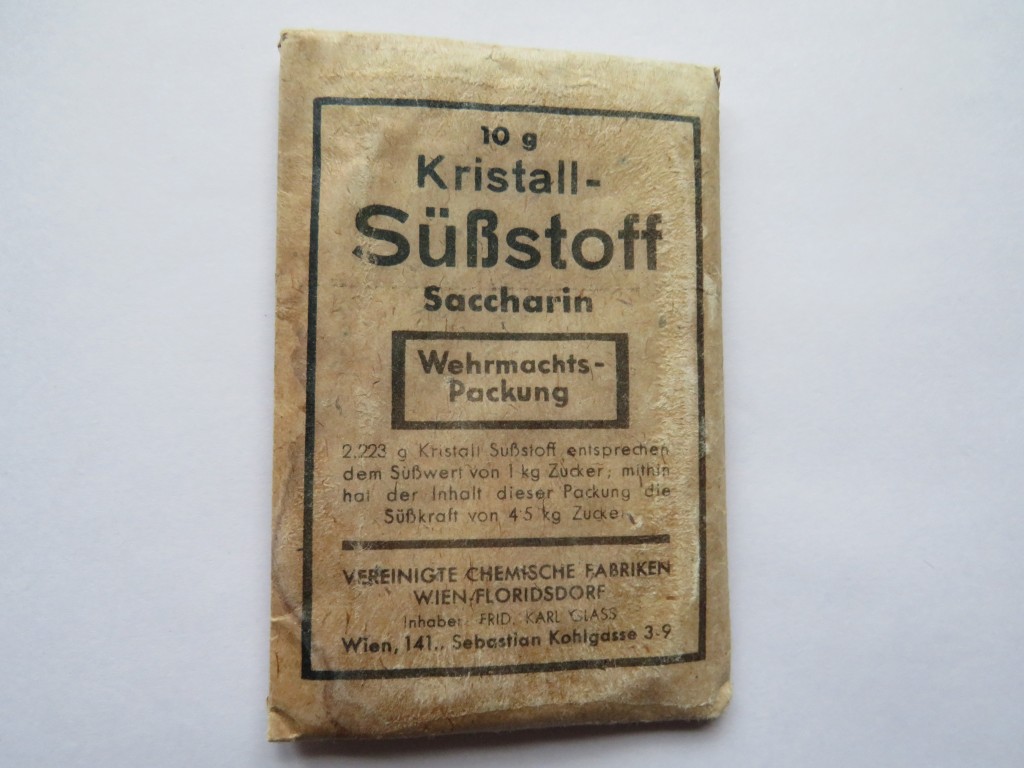 10 g
Kristall-
Süßstoff
Saccharin
Wehrmachts-
Packung
2,223 g Kristall Süßstoff entsprechen
dem Süßwert von 1 kg Zucker; mithin
hat der Inhalt dieser Packung die
Süßkraft von 4·5 kg Zucker.
VEREINIGTE CHEMISCHE FABRIKEN
WIEN-FLORIDSDORF
Inhaber FRID. KARL GLASS
Wien, 141., Sebastian Kohlgasse 3-9